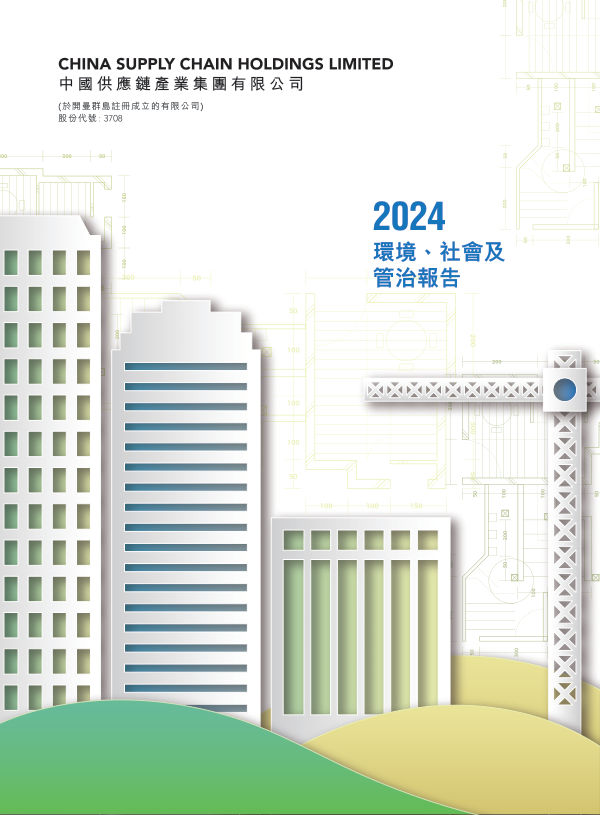 CHINA SUPPLY CHAIN HOLDINGS LIMITED
中國供應鏈產業集團有限公司
(於開曼群島註冊成立的有限公司)
股份代號: 3708
2024
環境、社會及
管治報告